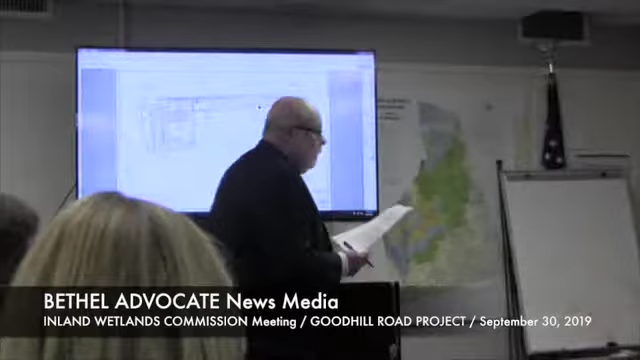 BETHEL ADVOCATE News Media
INLAND WETLANDS COMMISSION Meeting / GOODHILL ROAD PROJECT / September 30, 2019